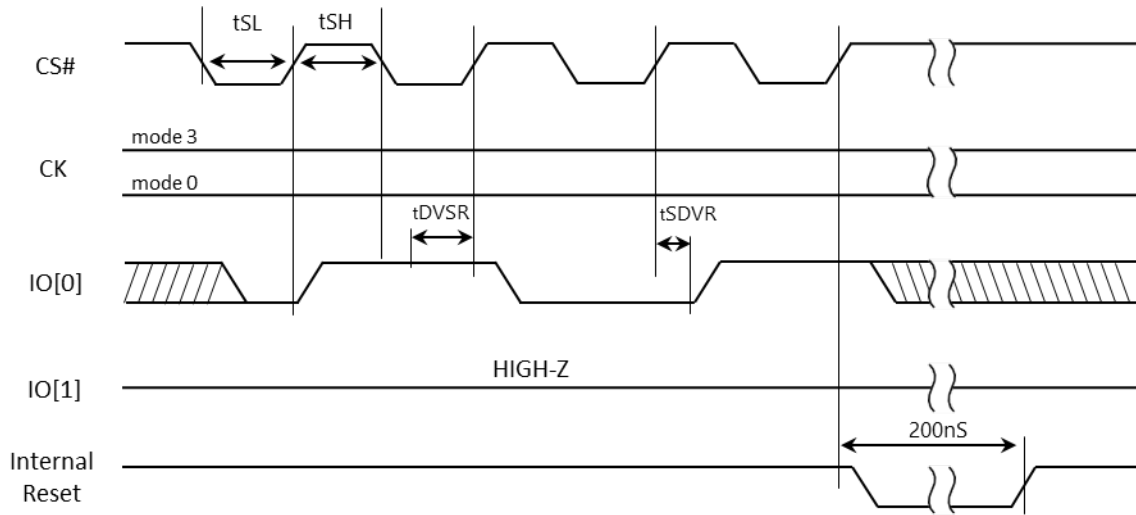 tSL
tSH
CS#
mode 3
CK
mode 0
tDVSR
tSDVR
IO[0]
HIGH-Z
IO[1]
200nS
Internal
Reset